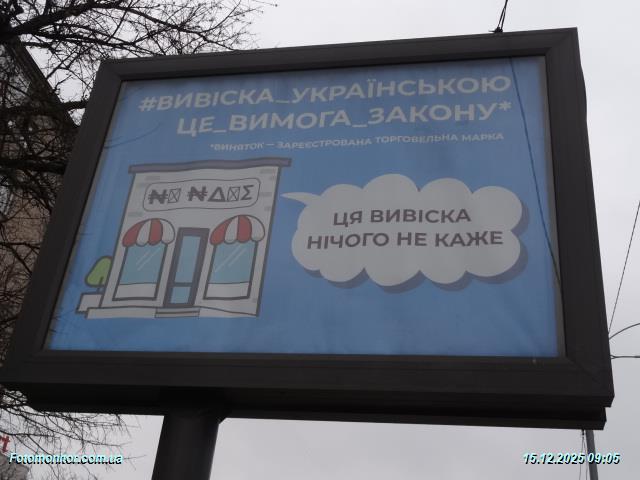 #ВИВІСКА_УКРАЇНСЬКОЮ
ЦЕ_ВИМОГА_ЗАКОНУ*
*ВИНЯТОК — ЗАРЕЄСТРОВАНА ТОРГОВЕЛЬНА МАРКА
₦▯ ₦Δ▯Σ
ЦЯ ВИВІСКА
НІЧОГО НЕ КАЖЕ
Fotomonitor.com.ua
15.12.2025 09:05